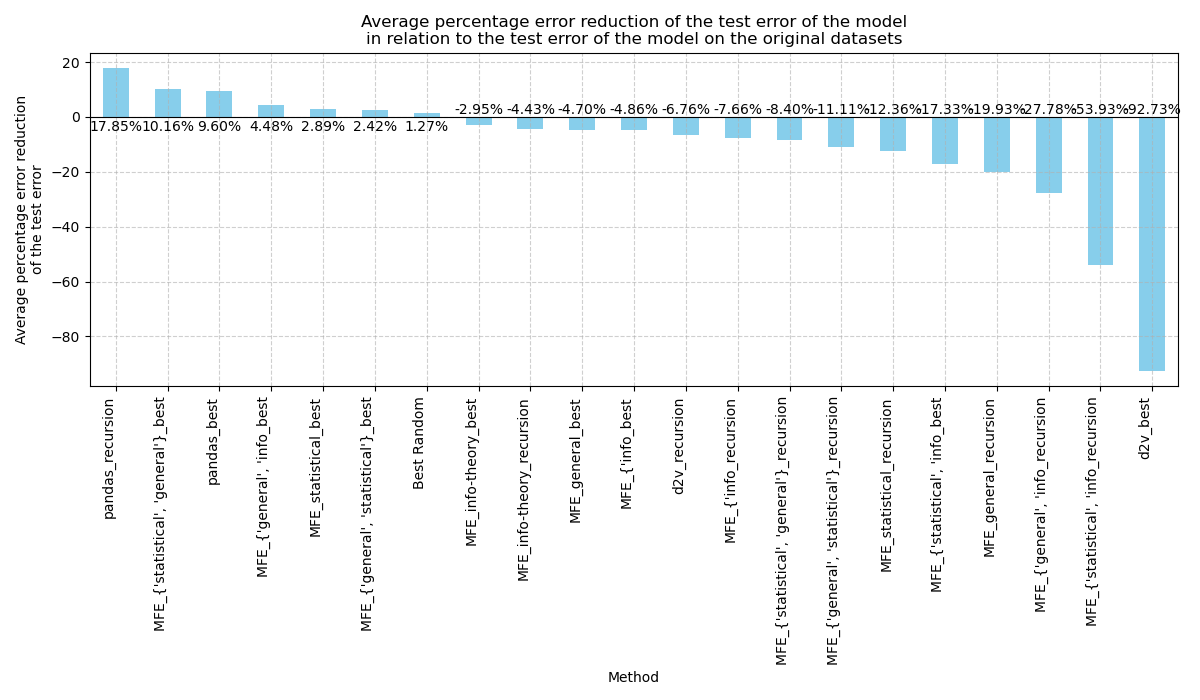 Average percentage error reduction of the test error of the model
in relation to the test error of the model on the original datasets
Average percentage error reduction
of the test error
20
0
−20
−40
−60
−80
17.85%
10.16%
9.60%
4.48%
2.89%
2.42%
1.27%
-2.95%
-4.43%
-4.70%
-4.86%
-6.76%
-7.66%
-8.40%
-11.11%
-12.36%
-17.33%
-19.93%
-27.78%
-53.93%
-92.73%
pandas_recursion
MFE_{'statistical', 'general'}_best
pandas_best
MFE_{'general', 'info_best
MFE_statistical_best
MFE_{'general', 'statistical'}_best
Best Random
MFE_info-theory_best
MFE_info-theory_recursion
MFE_general_best
MFE_{'info_best
d2v_recursion
MFE_{'info_recursion
MFE_{'statistical', 'general'}_recursion
MFE_{'general', 'statistical'}_recursion
MFE_statistical_recursion
MFE_{'statistical', 'info_best
MFE_general_recursion
MFE_{'general', 'info_recursion
MFE_{'statistical', 'info_recursion
d2v_best
Method